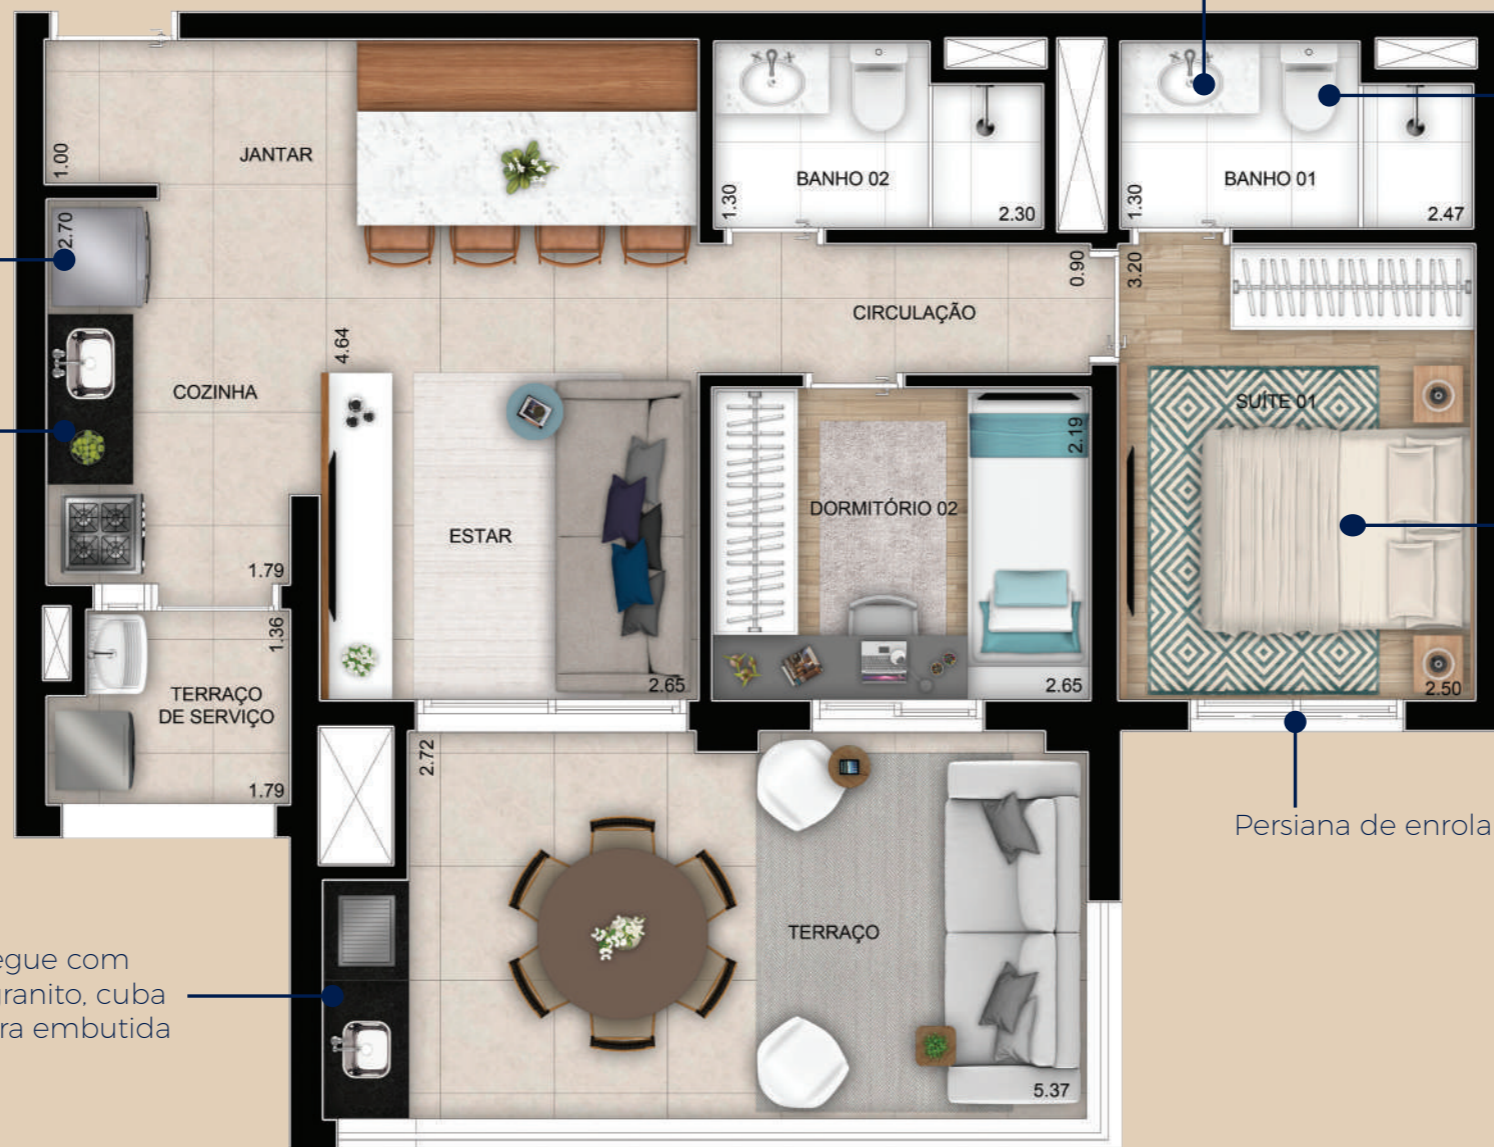 JANTAR
1.00
BANHO 02
1.30
2.30
BANHO 01
1.30
2.47
2.70
0.90
3.20
CIRCULAÇÃO
4.64
COZINHA
SUÍTE 01
2.19
DORMITÓRIO 02
ESTAR
1.79
1.36
TERRAÇO
DE SERVIÇO
2.65
2.65
2.50
2.72
1.79
Persiana de enrola
TERRAÇO
egue com
granito, cuba
ra embutida
5.37